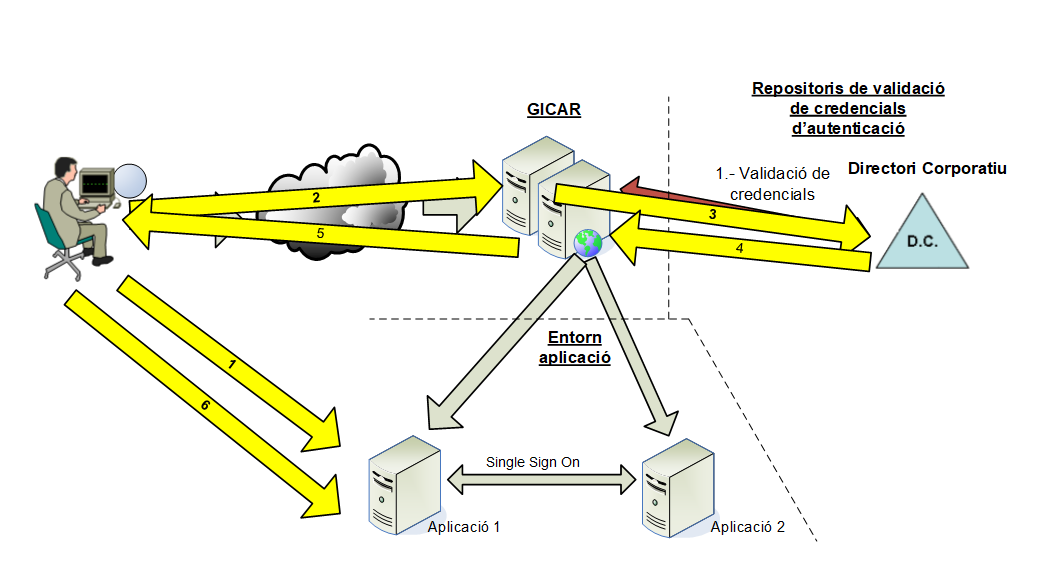 Repositoris de validació
de credencials
d'autenticació
GICAR
1.- Validació de
credencials
Directori Corporatiu
2
3
5
4
D.C.
Entorn
aplicació
1
6
Single Sign On
Aplicació 1
Aplicació 2